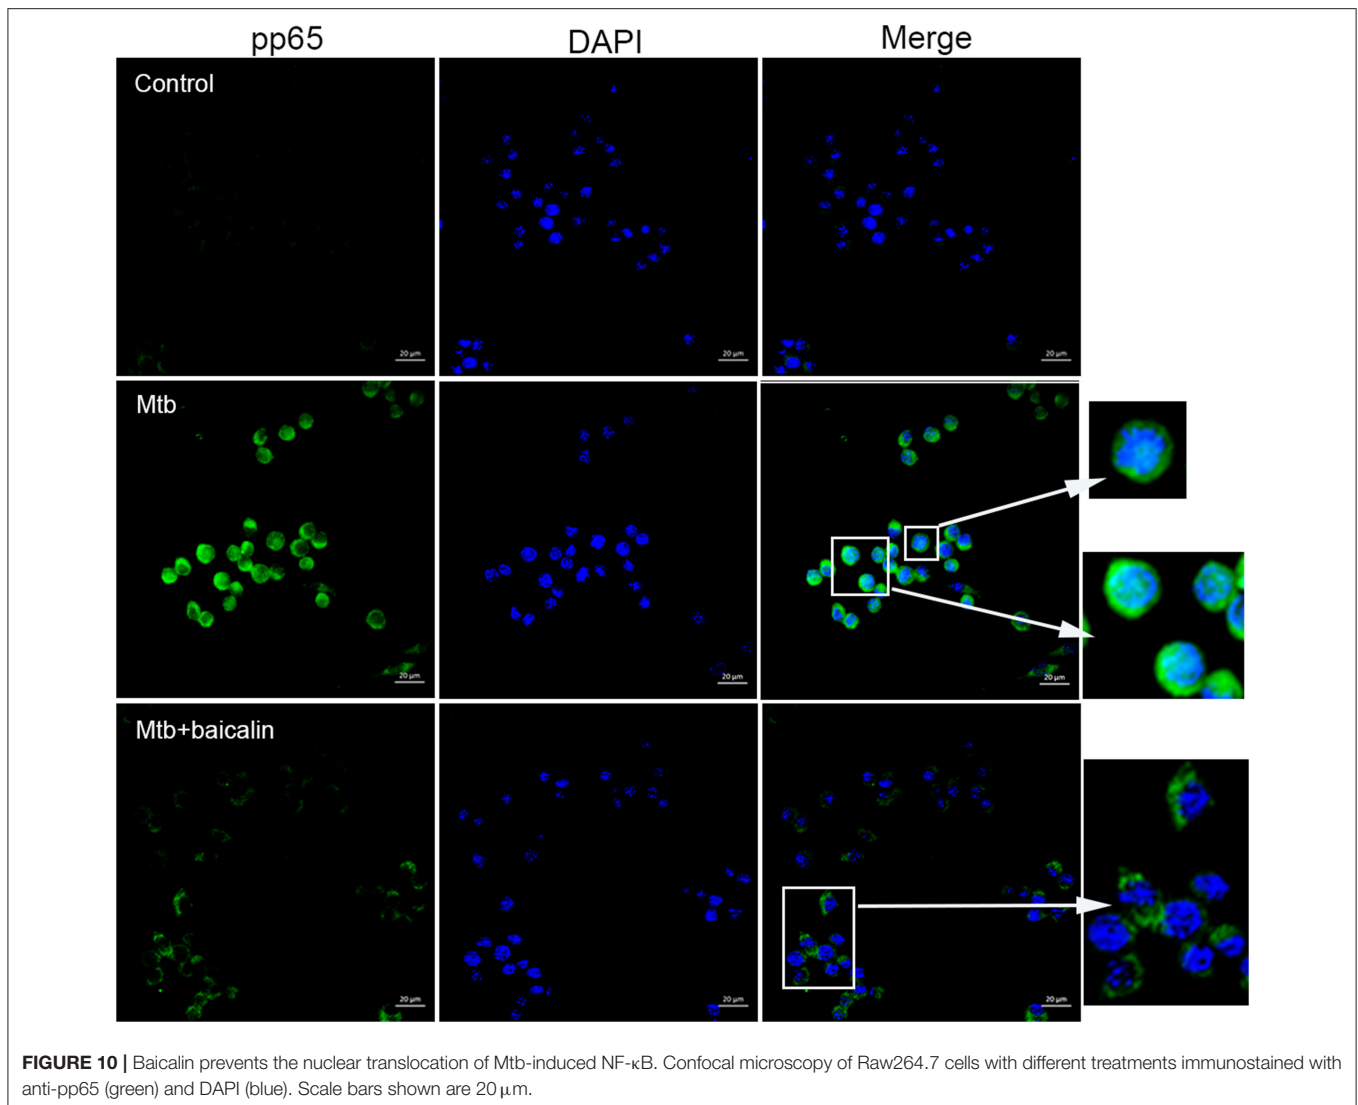 pp65
DAPI
Merge
Control
20 μm
20 μm
20 μm
Mtb
20 μm
20 μm
20 μm
Mtb+baicalin
20 μm
20 μm
20 μm
FIGURE 10 | Baicalin prevents the nuclear translocation of Mtb-induced NF-κB. Confocal microscopy of Raw264.7 cells with different treatments immunostained with
anti-pp65 (green) and DAPI (blue). Scale bars shown are 20 μm.